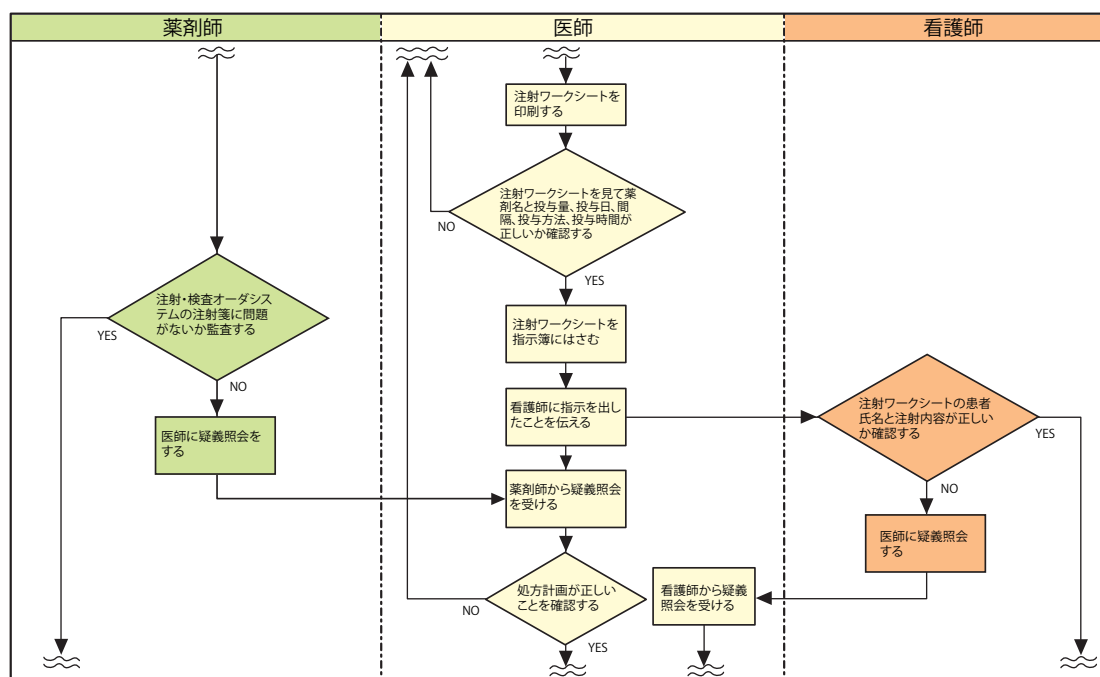 薬剤師
医師
看護師
注射ワークシートを
印刷する
注射ワークシートを見て薬
剤名と投与量、投与日、間
隔、投与方法、投与時間が
正しいか確認する
NO
YES
注射・検査オーダシス
テムの注射箋に問題
がないか監査する
YES
NO
医師に疑義照会を
する
注射ワークシートを
指示簿にはさむ
看護師に指示を出し
たことを伝える
注射ワークシートの患者
氏名と注射内容が正しい
か確認する
YES
NO
薬剤師から疑義照会
を受ける
医師に疑義照会
する
処方計画が正しい
ことを確認する
NO
YES
看護師から疑義
照会を受ける